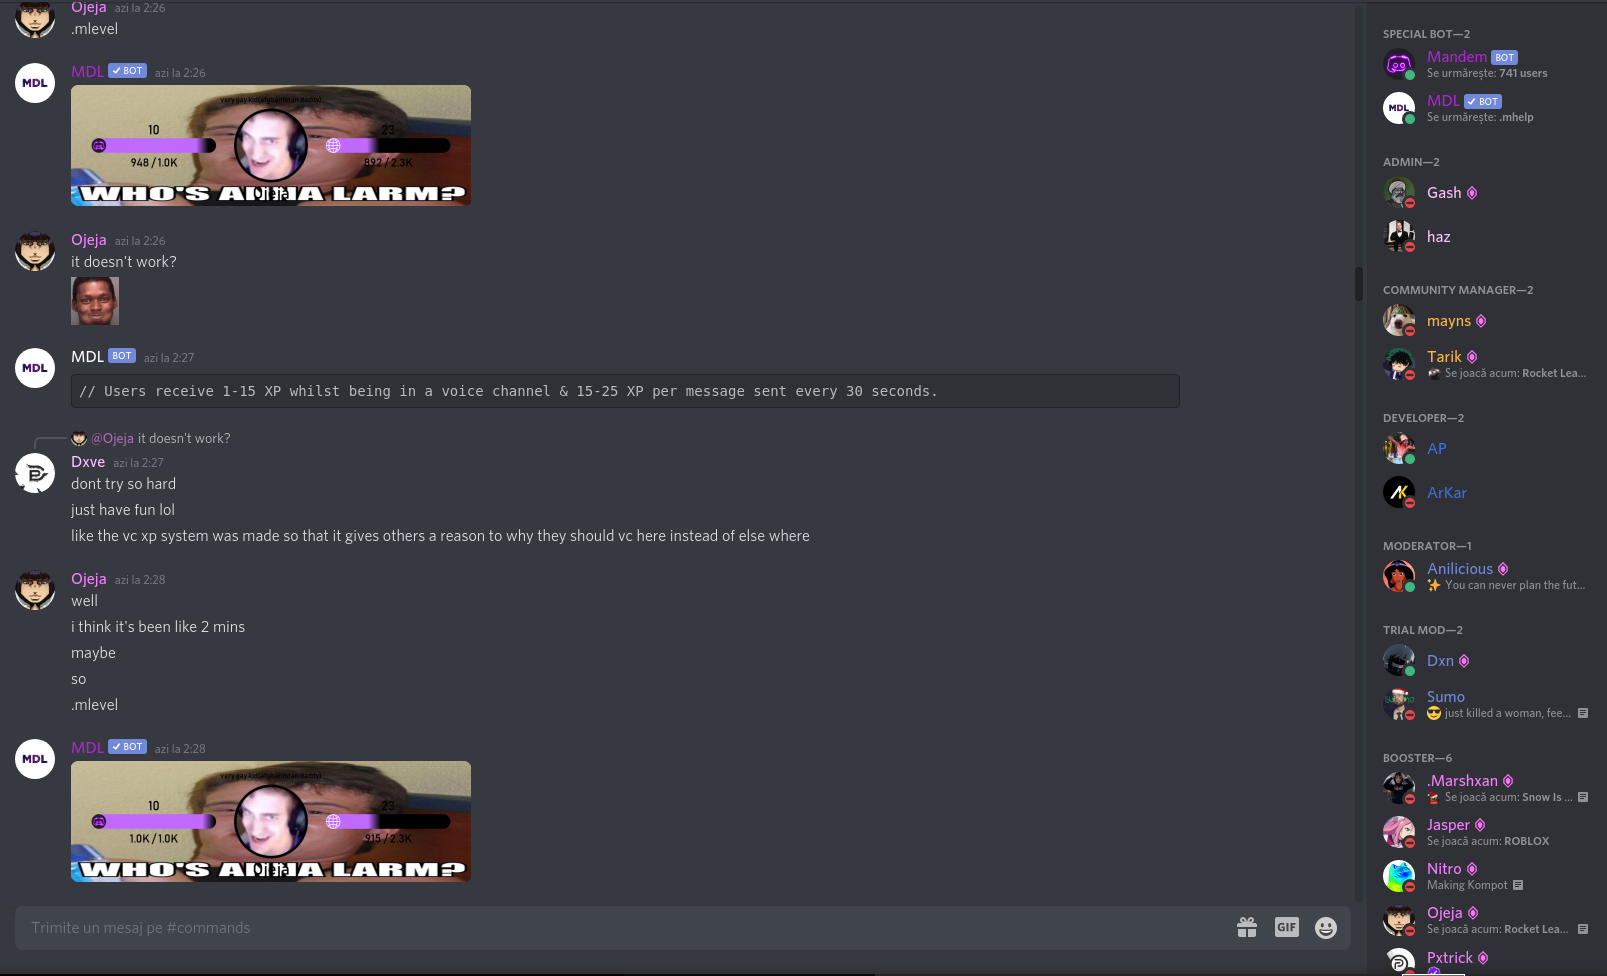 Ojeja azi la 2:26
.mlevel
MDL
MDL ✔ BOT azi la 2:26
10
948 / 1.0K
23
892 / 2.3K
Ojeja
Ojeja azi la 2:26
it doesn't work?
MDL
MDL BOT azi la 2:27
// Users receive 1-15 XP whilst being in a voice channel & 15-25 XP per message sent every 30 seconds.
@Ojeja it doesn't work?
Dxve azi la 2:27
dont try so hard
just have fun lol
like the vc xp system was made so that it gives others a reason to why they should vc here instead of else where
Ojeja azi la 2:28
well
i think it's been like 2 mins
maybe
so
.mlevel
MDL
MDL ✔ BOT azi la 2:28
10
1.0K / 1.0K
23
915 / 2.3K
Ojeja
Trimite un mesaj pe #commands
GIF
SPECIAL BOT—2
Mandem BOT
Se urmărește: 741 users
MDL
MDL ✔ BOT
Se urmărește: .mhelp
ADMIN—2
Gash
haz
COMMUNITY MANAGER—2
mayns
Tarik
Se joacă acum: Rocket Lea...
DEVELOPER—2
AP
ArKar
MODERATOR—1
Anilicious
✨ You can never plan the fut...
TRIAL MOD—2
Dxn
Sumo
😎 just killed a woman, fee...
BOOSTER—6
.Marshxan
Se joacă acum: Snow Is ...
Jasper
Se joacă acum: ROBLOX
Nitro
Making Kompot
Ojeja
Se joacă acum: Rocket Lea...
Pxtrick